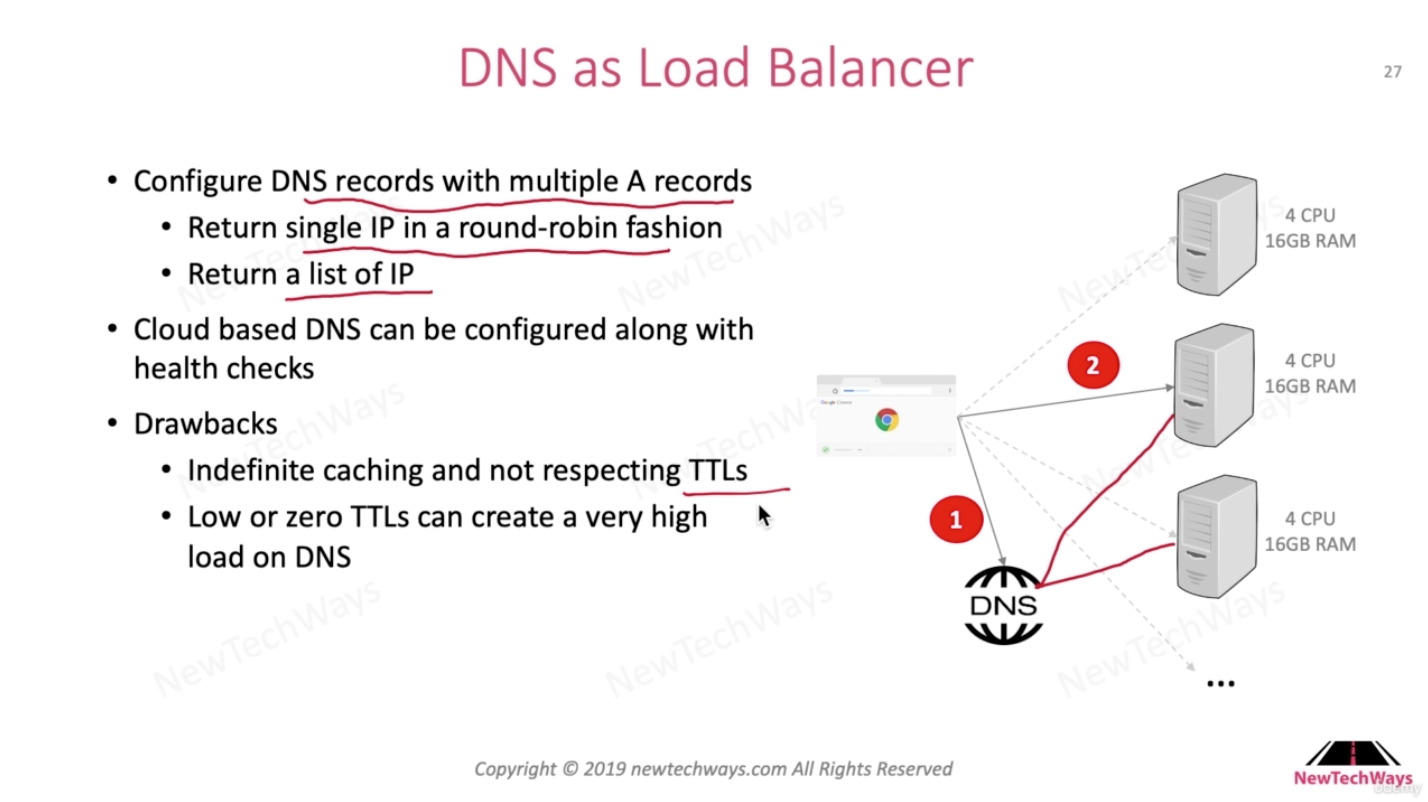 DNS as Load Balancer
27
• Configure DNS records with multiple A records
• Return single IP in a round-robin fashion
• Return a list of IP
• Cloud based DNS can be configured along with
health checks
• Drawbacks
• Indefinite caching and not respecting TTLs
• Low or zero TTLs can create a very high
load on DNS
4 CPU
16GB RAM
2
4 CPU
16GB RAM
1
4 CPU
16GB RAM
DNS
...
NewTechWays
NewTechWays
NewTechWays
NewTechWays
NewTechWays
NewTechWays
NewTechWays
NewTechWays
NewTechWays
Copyright © 2019 newtechways.com All Rights Reserved
NewTechWays
udemy